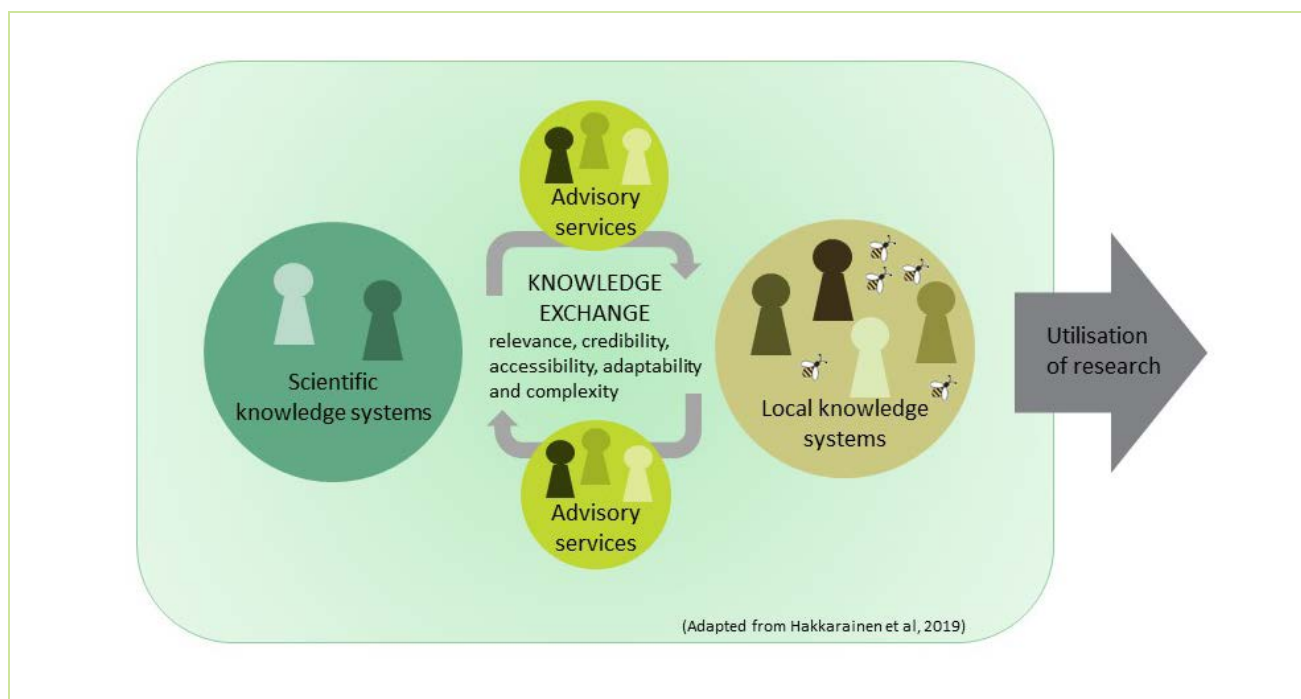 Advisory
services
KNOWLEDGE
EXCHANGE
relevance, credibility,
accessibility, adaptability
and complexity
Scientific
knowledge systems
Local knowledge
systems
Utilisation
of research
Advisory
services
(Adapted from Hakkarainen et al, 2019)